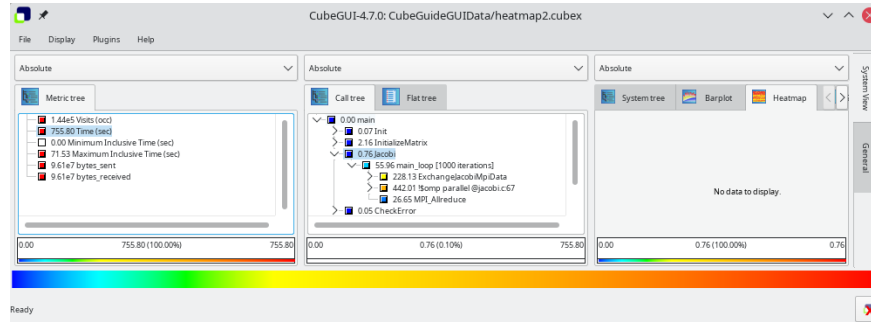 CubeGUI-4.7.0: CubeGuideGUIData/heatmap2.cubex
File Display Plugins Help
Absolute
Metric tree
1.44e5 Visits (occ)
755.80 Time (sec)
0.00 Minimum Inclusive Time (sec)
71.53 Maximum Inclusive Time (sec)
9.61e7 bytes_sent
9.61e7 bytes_received
0.00 755.80 (100.00%) 755.80
Absolute
Call tree Flat tree
0.00 main
0.07 Init
2.16 InitializeMatrix
0.76 Jacobi
55.96 main_loop [1000 iterations]
228.13 ExchangeJacobiMpiData
442.01 !$omp parallel @jacobi.c:67
26.65 MPI_Allreduce
0.05 CheckError
0.00 0.76 (0.10%) 755.80
Absolute
System tree Barplot Heatmap
No data to display.
0.00 0.76 (100.00%) 0.76
System View
General
Ready